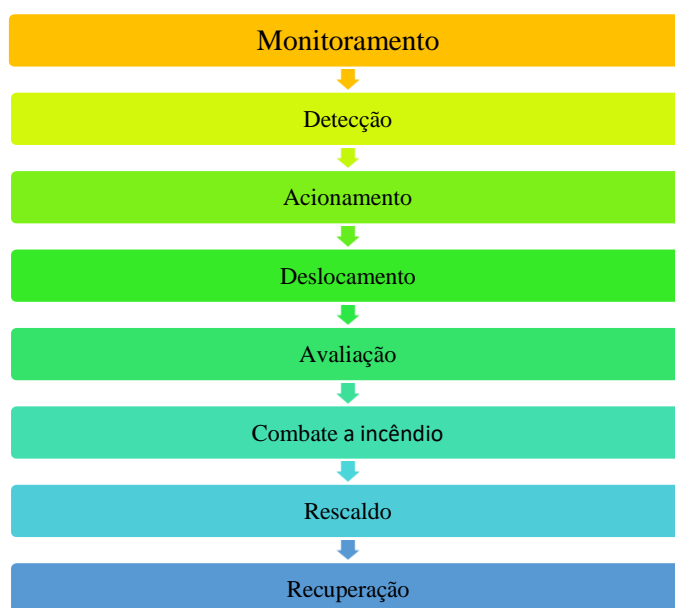 Monitoramento
Detecção
Acionamento
Deslocamento
Avaliação
Combate a incêndio
Rescaldo
Recuperação